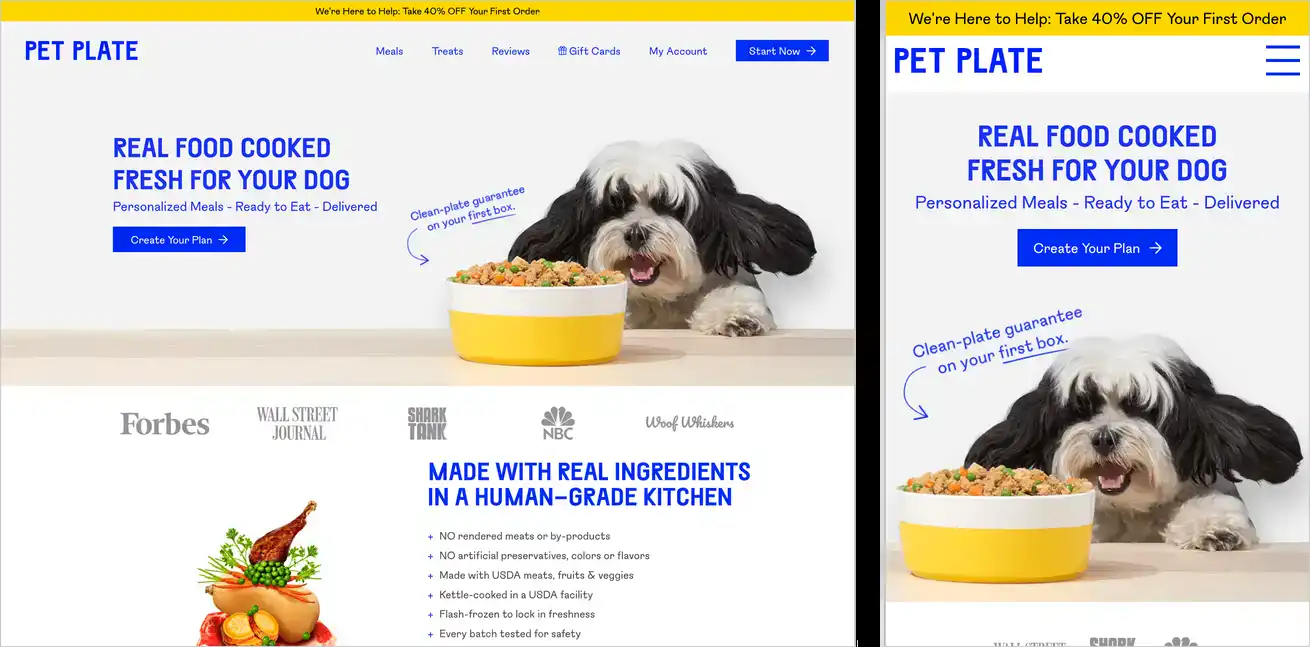 We're Here to Help: Take 40% OFF Your First Order
PET PLATE
Meals
Treats
Reviews
Gift Cards
My Account
Start Now →
REAL FOOD COOKED
FRESH FOR YOUR DOG
Personalized Meals - Ready to Eat - Delivered
Create Your Plan →
Clean-plate guarantee
on your first box.
Forbes
WALL STREET
JOURNAL
SHARK
TANK
NBC
Woof Whiskers
MADE WITH REAL INGREDIENTS
IN A HUMAN-GRADE KITCHEN
+ NO rendered meats or by-products
+ NO artificial preservatives, colors or flavors
+ Made with USDA meats, fruits & veggies
+ Kettle-cooked in a USDA facility
+ Flash-frozen to lock in freshness
+ Every batch tested for safety
We're Here to Help: Take 40% OFF Your First Order
PET PLATE
REAL FOOD COOKED
FRESH FOR YOUR DOG
Personalized Meals - Ready to Eat - Delivered
Create Your Plan →
Clean-plate guarantee
on your first box.
WALL STREET
SHARK